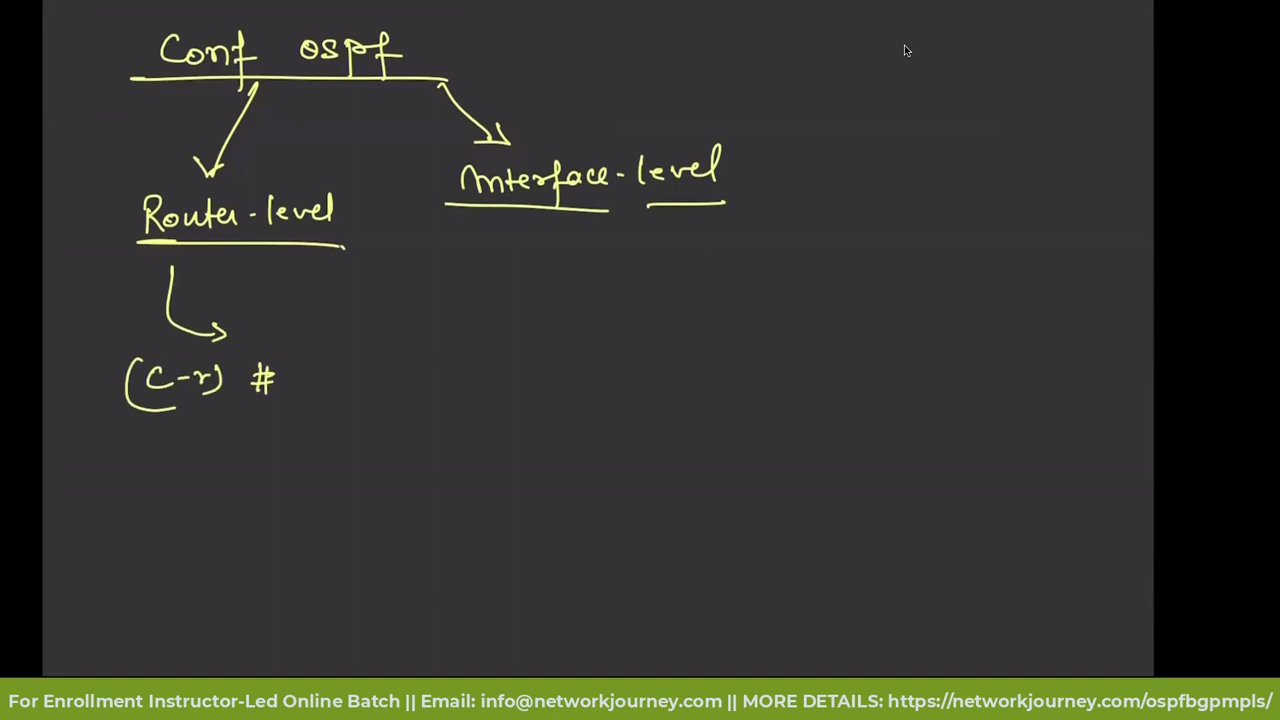 Conf ospf
Router-level
Interface-level
(C-r) #
For Enrollment Instructor-Led Online Batch || Email: info@networkjourney.com || MORE DETAILS: https://networkjourney.com/ospfbgpmpls/